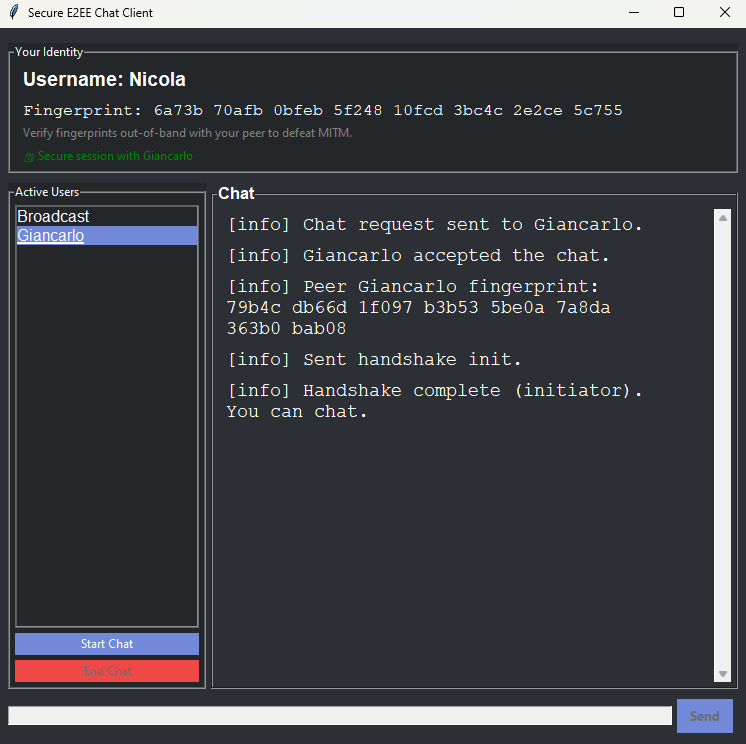 Secure E2EE Chat Client
Your Identity
Username: Nicola
Fingerprint: 6a73b 70afb 0bfeb 5f248 10fcd 3bc4c 2e2ce 5c755
Verify fingerprints out-of-band with your peer to defeat MITM.
Secure session with Giancarlo
Active Users
Broadcast
Giancarlo
Start Chat
End Chat
Chat
[info] Chat request sent to Giancarlo.
[info] Giancarlo accepted the chat.
[info] Peer Giancarlo fingerprint:
79b4c db66d 1f097 b3b53 5be0a 7a8da
363b0 bab08
[info] Sent handshake init.
[info] Handshake complete (initiator).
You can chat.
Send